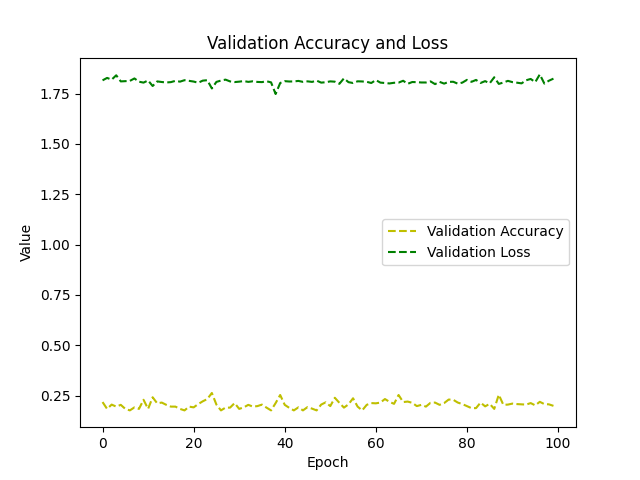 Validation Accuracy and Loss
1.75
1.50
1.25
1.00
0.75
0.50
0.25
Value
Validation Accuracy
Validation Loss
0 20 40 60 80 100
Epoch